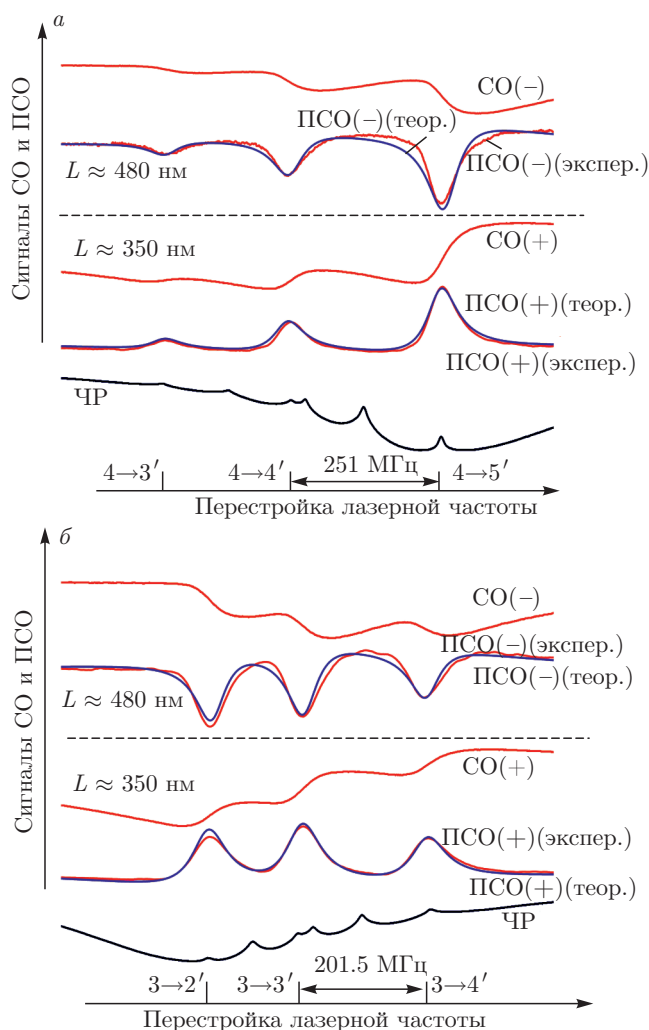 а
Сигналы СО и ПСО
СО(−)
ПСО(−)(теор.)
ПСО(−)(экспер.)
L ≈ 480 нм
L ≈ 350 нм
СО(+)
ПСО(+)(теор.)
ПСО(+)(экспер.)
ЧР
4→3′
4→4′
251 МГц
4→5′
Перестройка лазерной частоты
б
Сигналы СО и ПСО
СО(−)
ПСО(−)(экспер.)
ПСО(−)(теор.)
L ≈ 480 нм
L ≈ 350 нм
СО(+)
ПСО(+)(экспер.)
ПСО(+)(теор.)
ЧР
3→2′
3→3′
201.5 МГц
3→4′
Перестройка лазерной частоты